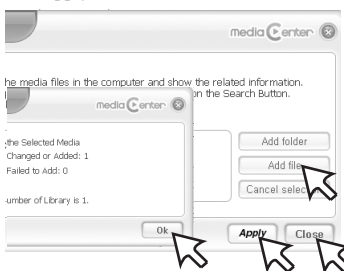 media Center
he media files in the computer and show the related information.
on the Search Button.
media Center
the Selected Media
Changed or Added: 1
Failed to Add: 0
umber of Library is 1.
Ok
Add folder
Add file
Cancel selec
Apply
Close